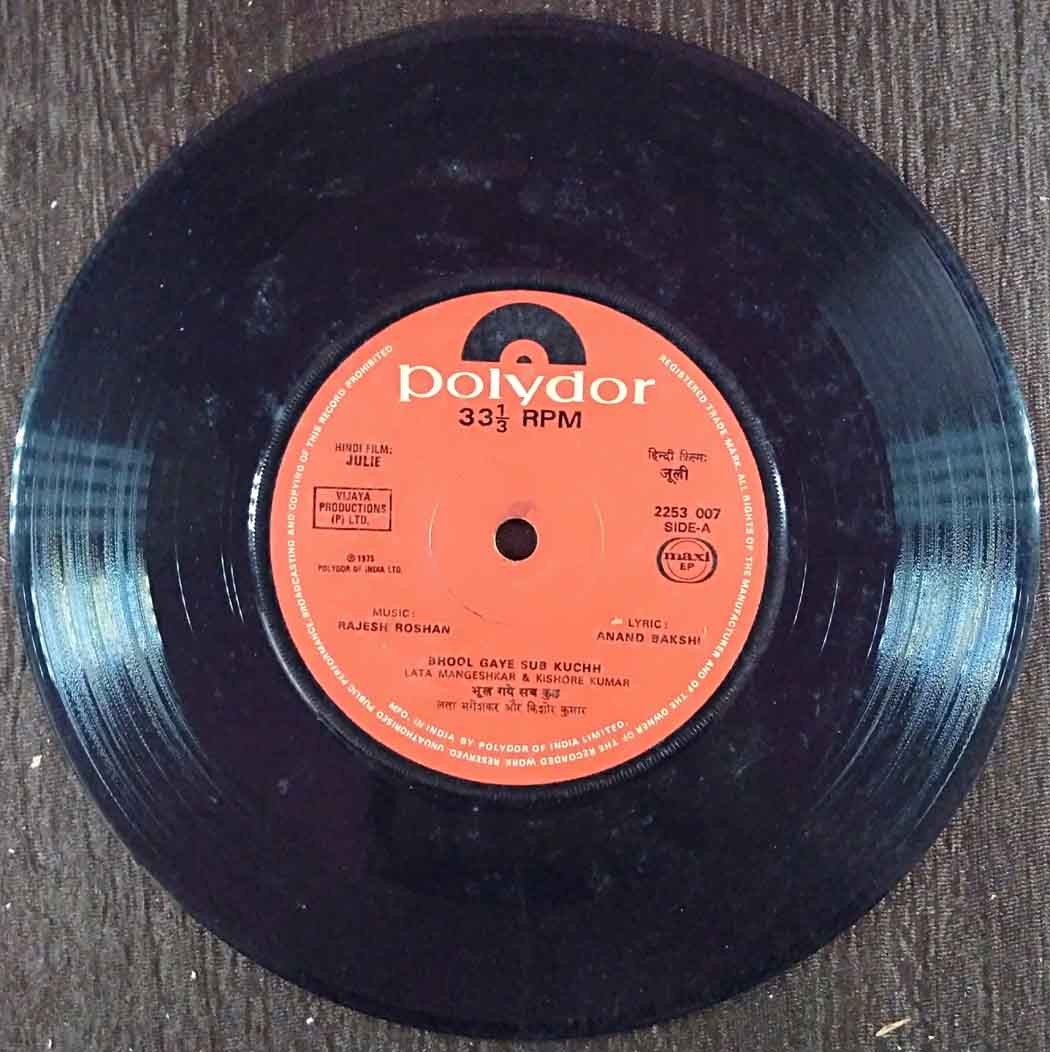 polydor
33 1/3 RPM
HINDI FILM:
JULIE
हिन्दी फिल्म:
जूली
VIJAYA
PRODUCTIONS
(P) LTD.
2253 007
SIDE-A
maxi
EP
℗ 1975
POLYDOR OF INDIA LTD.
MUSIC:
RAJESH ROSHAN
LYRIC:
ANAND BAKSHI
BHOOL GAYE SUB KUCHH
LATA MANGESHKAR & KISHORE KUMAR
भूल गये सब कुछ
लता मंगेशकर और किशोर कुमार
REGISTERED TRADE MARK. ALL RIGHTS OF THE MANUFACTURER AND OF THE OWNER OF THE RECORDED WORK RESERVED. UNAUTHORISED PUBLIC PERFORMANCE, BROADCASTING AND COPYING OF THIS RECORD PROHIBITED
MFD. IN INDIA BY POLYDOR OF INDIA LIMITED.